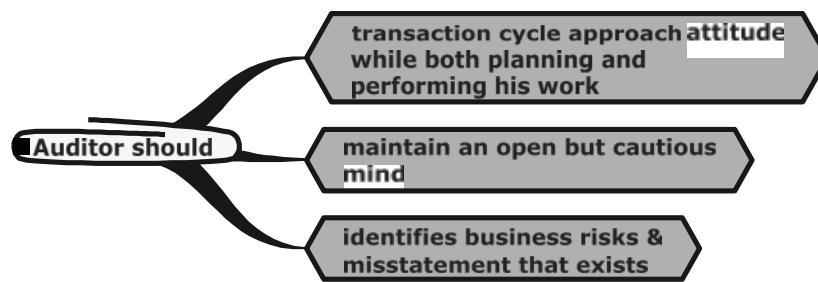 transaction cycle approach attitude
while both planning and
performing his work
Auditor should
maintain an open but cautious
mind
identifies business risks &
misstatement that exists